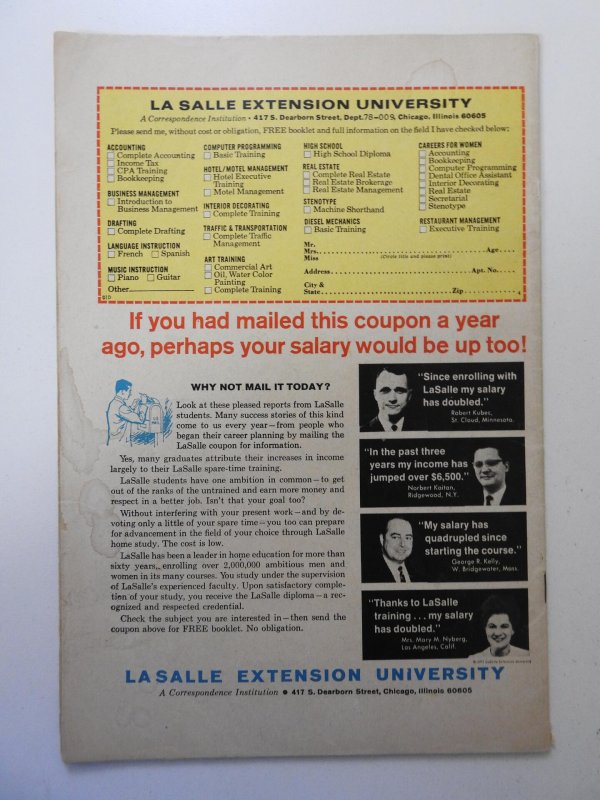 LA SALLE EXTENSION UNIVERSITY
A Correspondence Institution • 417 S. Dearborn Street, Dept. 78-009, Chicago, Illinois 60605
Please send me, without cost or obligation, FREE booklet and full information on the field I have checked below:
ACCOUNTING
Complete Accounting
Income Tax
CPA Training
Bookkeeping
BUSINESS MANAGEMENT
Introduction to
Business Management
DRAFTING
Complete Drafting
LANGUAGE INSTRUCTION
French Spanish
MUSIC INSTRUCTION
Piano Guitar
Other
COMPUTER PROGRAMMING
Basic Training
HOTEL/MOTEL MANAGEMENT
Hotel Executive
Training
Motel Management
INTERIOR DECORATING
Complete Training
TRAFFIC & TRANSPORTATION
Complete Traffic
Management
ART TRAINING
Commercial Art
Oil, Water Color
Painting
Complete Training
HIGH SCHOOL
High School Diploma
REAL ESTATE
Complete Real Estate
Real Estate Brokerage
Real Estate Management
STENOTYPE
Machine Shorthand
DIESEL MECHANICS
Basic Training
CAREERS FOR WOMEN
Accounting
Bookkeeping
Computer Programming
Dental Office Assistant
Interior Decorating
Real Estate
Secretarial
Stenotype
RESTAURANT MANAGEMENT
Executive Training
Mr.
Mrs. Age
Miss (Circle title and please print)
Address Apt. No.
City &
State Zip
If you had mailed this coupon a year
ago, perhaps your salary would be up too!
WHY NOT MAIL IT TODAY?
Look at these pleased reports from LaSalle
students. Many success stories of this kind
come to us every year—from people who
began their career planning by mailing the
LaSalle coupon for information.
Yes, many graduates attribute their increases in income
largely to their LaSalle spare-time training.
LaSalle students have one ambition in common—to get
out of the ranks of the untrained and earn more money and
respect in a better job. Isn't that your goal too?
Without interfering with your present work—and by de-
voting only a little of your spare time—you too can prepare
for advancement in the field of your choice through LaSalle
home study. The cost is low.
LaSalle has been a leader in home education for more than
sixty years, enrolling over 2,000,000 ambitious men and
women in its many courses. You study under the supervision
of LaSalle's experienced faculty. Upon satisfactory comple-
tion of your study, you receive the LaSalle diploma—a rec-
ognized and respected credential.
Check the subject you are interested in—then send the
coupon above for FREE booklet. No obligation.
"Since enrolling with
LaSalle my salary
has doubled."
Robert Kubes,
St. Cloud, Minnesota.
"In the past three
years my income has
jumped over $6,500."
Norbert Kaitan,
Ridgewood, N.Y.
"My salary has
quadrupled since
starting the course."
George R. Kelly,
W. Bridgewater, Mass.
"Thanks to LaSalle
training . . . my salary
has doubled."
Mrs. Mary M. Nyberg,
Los Angeles, Calif.
LA SALLE EXTENSION UNIVERSITY
A Correspondence Institution • 417 S. Dearborn Street, Chicago, Illinois 60605